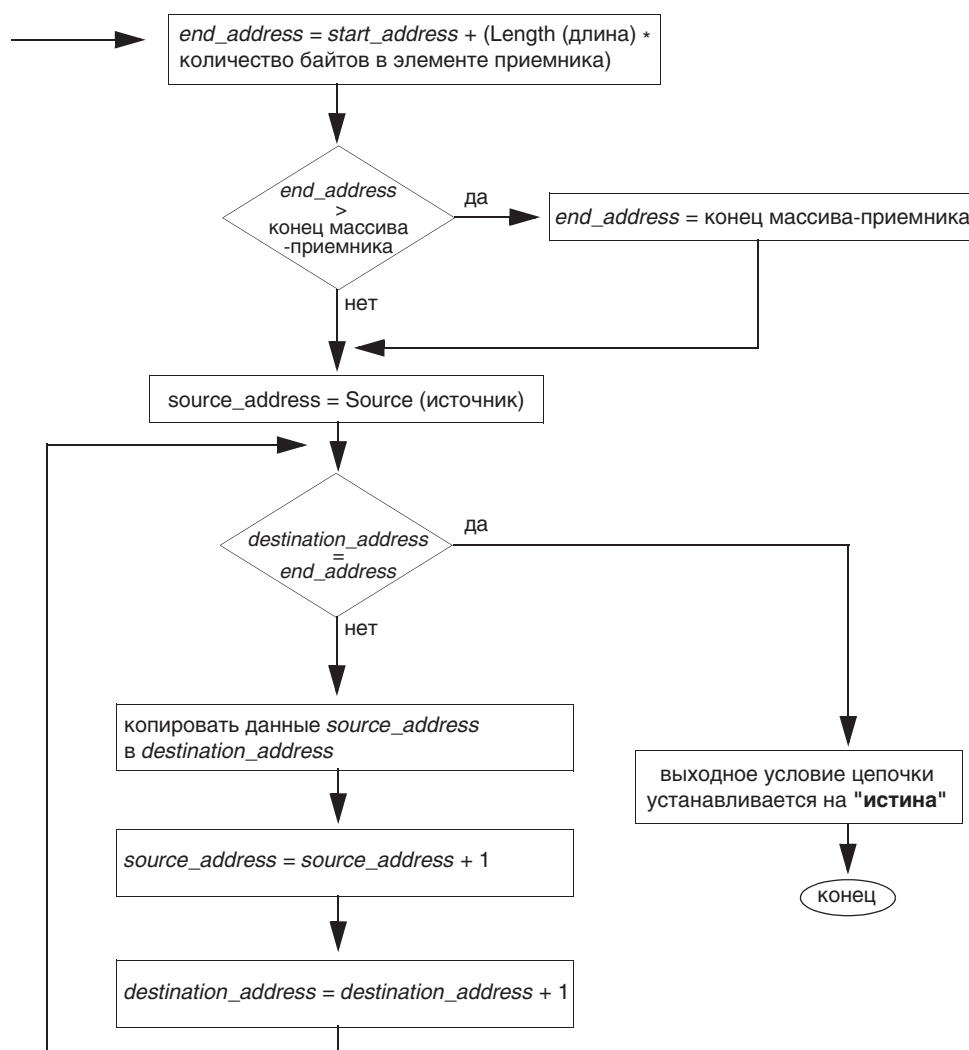 end_address = start_address + (Length (длина) *
количество байтов в элементе приемника)
end_address
>
конец массива
-приемника
да
end_address = конец массива-приемника
нет
source_address = Source (источник)
destination_address
=
end_address
да
нет
копировать данные source_address
в destination_address
выходное условие цепочки
устанавливается на "истина"
source_address = source_address + 1
конец
destination_address = destination_address + 1